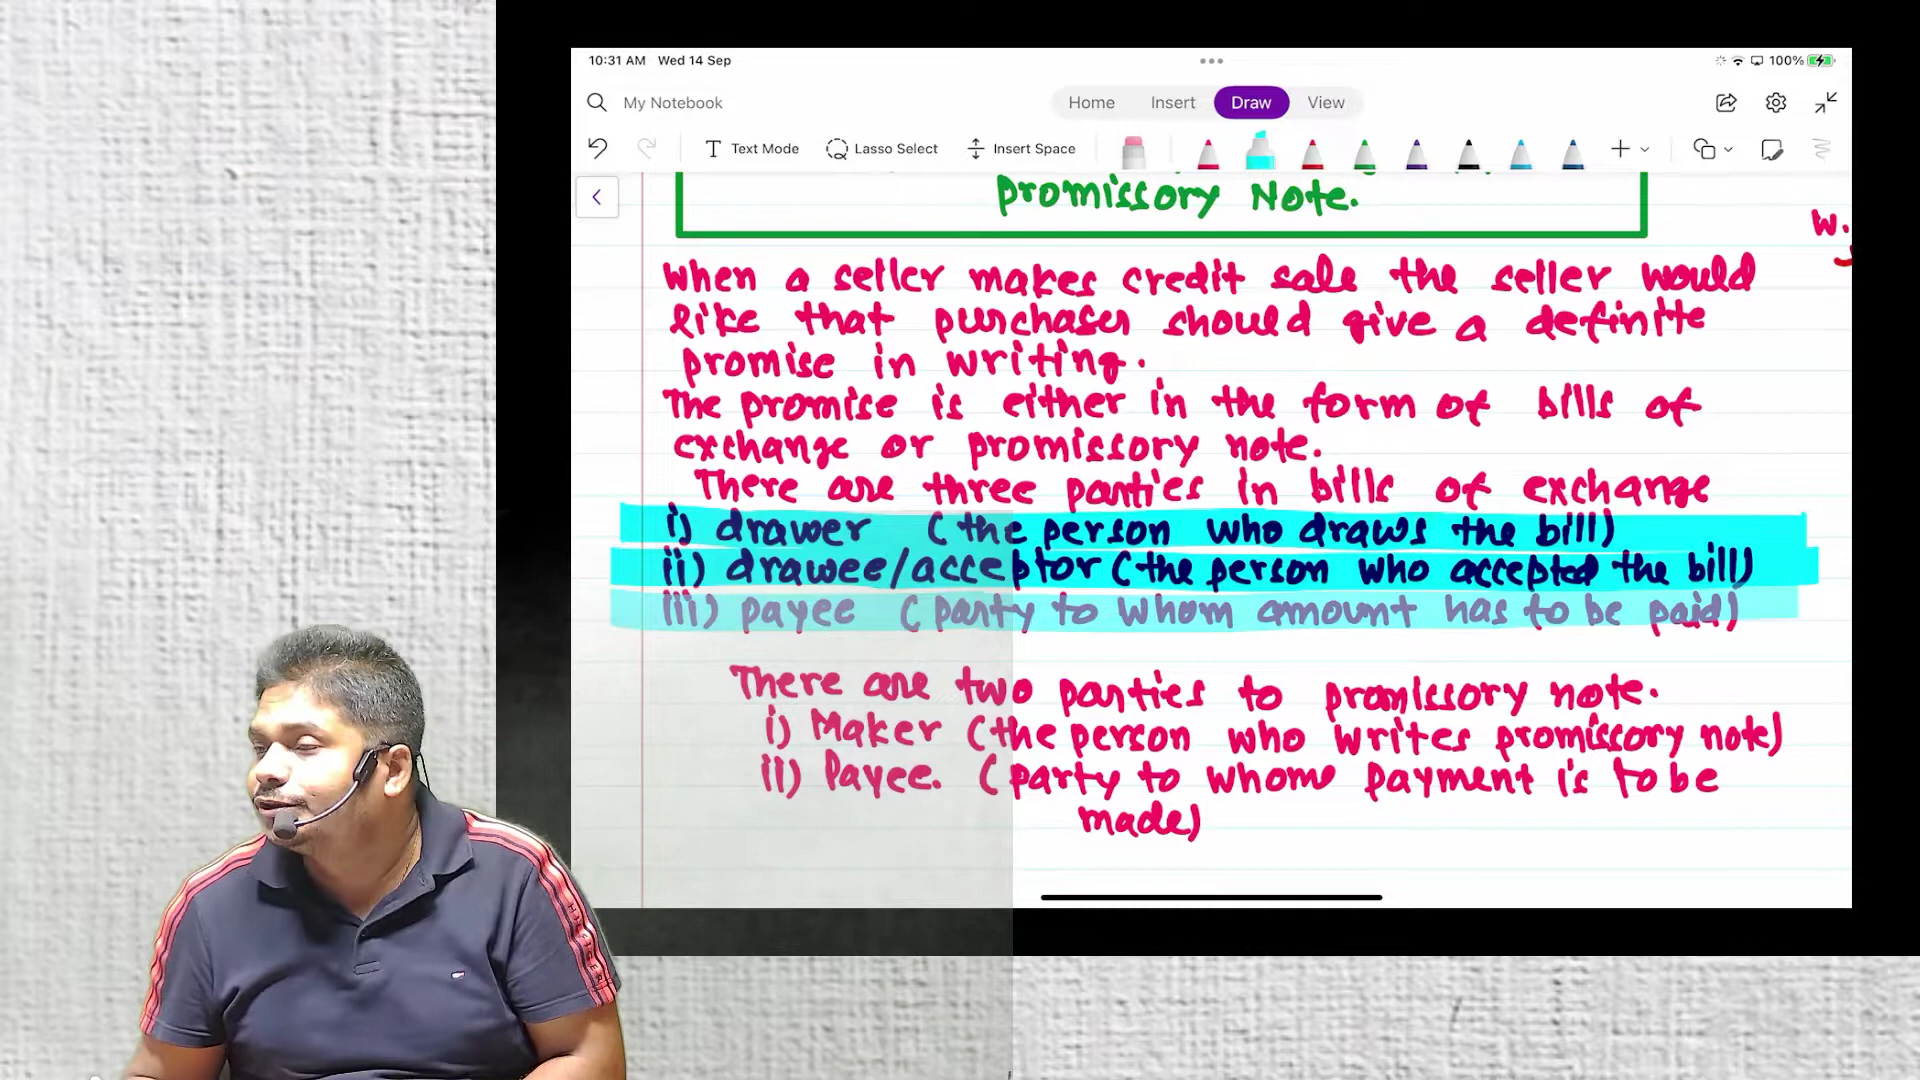 10:31 AM Wed 14 Sep
100%
My Notebook
Home Insert Draw View
Text Mode Lasso Select Insert Space
promissory Note.
W.
When a seller makes credit sale the seller would
like that purchaser should give a definite
promise in writing.
The promise is either in the form of bills of
exchange or promissory note.
There are three parties in bills of exchange
i) drawer (the person who draws the bill)
ii) drawee/acceptor (the person who accepted the bill)
iii) payee (party to whom amount has to be paid)
There are two parties to promissory note.
i) Maker (the person who writes promissory note)
ii) Payee. (party to whome payment is to be
made)